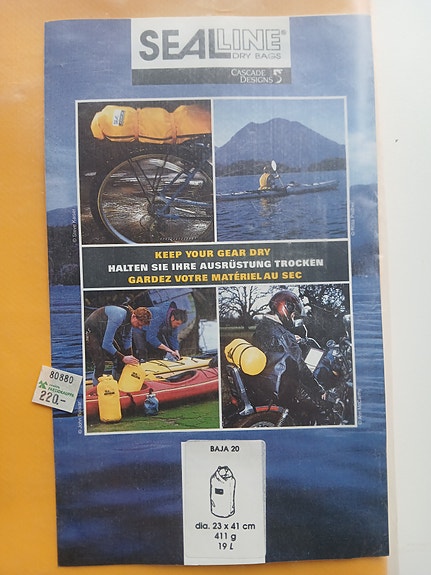 SEALLINE®
DRY BAGS
CASCADE
DESIGNS
KEEP YOUR GEAR DRY
HALTEN SIE IHRE AUSRÜSTUNG TROCKEN
GARDEZ VOTRE MATÉRIEL AU SEC
80880
220.-
BAJA 20
dia. 23 x 41 cm
411 g
19 L